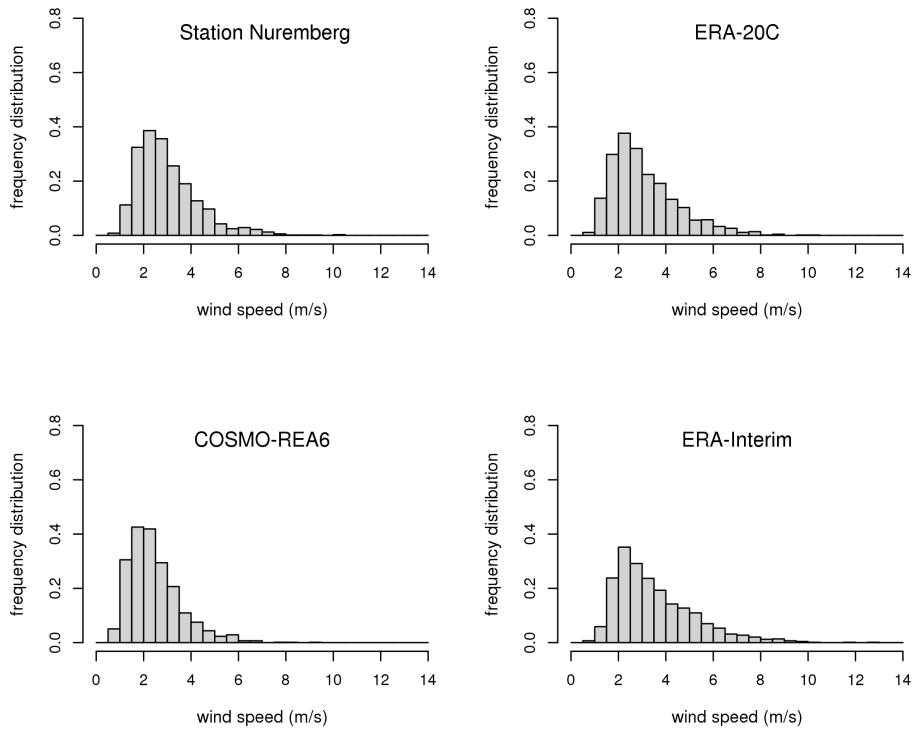 Station Nuremberg
frequency distribution
0.0 0.2 0.4 0.6 0.8
0 2 4 6 8 10 12 14
wind speed (m/s)
ERA-20C
frequency distribution
0.0 0.2 0.4 0.6 0.8
0 2 4 6 8 10 12 14
wind speed (m/s)
COSMO-REA6
frequency distribution
0.0 0.2 0.4 0.6 0.8
0 2 4 6 8 10 12 14
wind speed (m/s)
ERA-Interim
frequency distribution
0.0 0.2 0.4 0.6 0.8
0 2 4 6 8 10 12 14
wind speed (m/s)